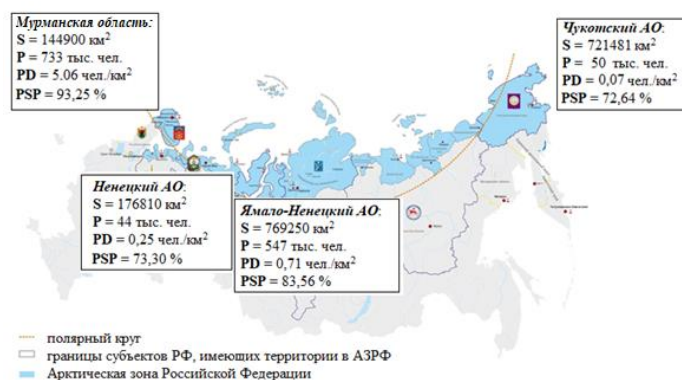 Мурманская область:
S = 144900 км²
P = 733 тыс. чел.
PD = 5.06 чел./км²
PSP = 93,25 %
Чукотский АО:
S = 721481 км²
P = 50 тыс. чел.
PD = 0,07 чел./км²
PSP = 72,64 %
Ненецкий АО:
S = 176810 км²
P = 44 тыс. чел.
PD = 0,25 чел./км²
PSP = 73,30 %
Ямало-Ненецкий АО:
S = 769250 км²
P = 547 тыс. чел.
PD = 0,71 чел./км²
PSP = 83,56 %
полярный круг
границы субъектов РФ, имеющих территории в АЗРФ
Арктическая зона Российской Федерации